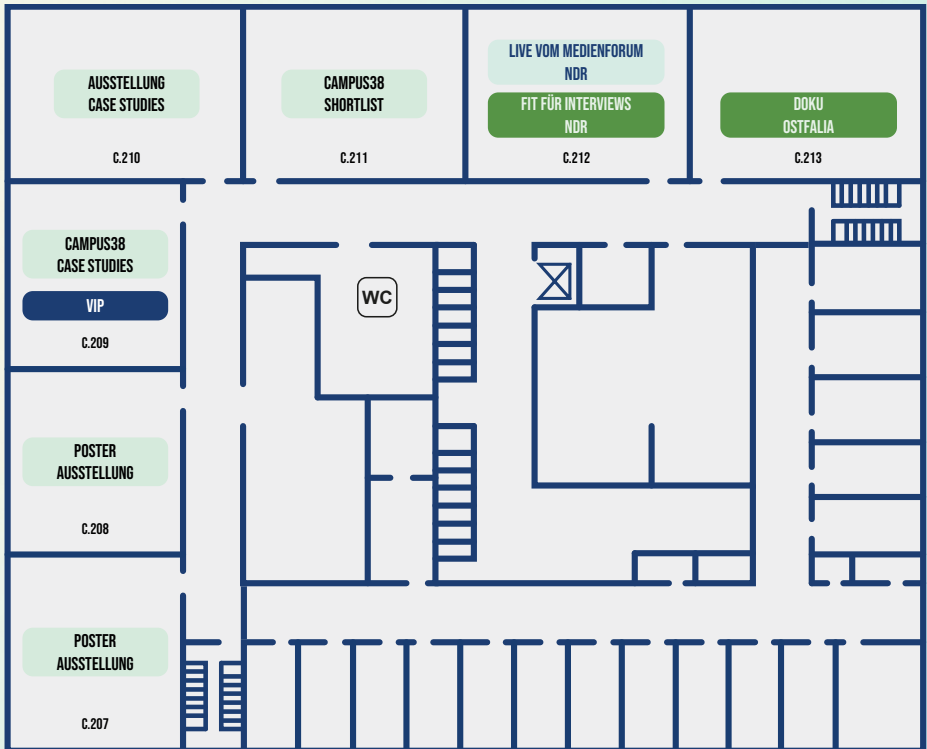 AUSSTELLUNG
CASE STUDIES
C.210
CAMPUS38
SHORTLIST
C.211
LIVE VOM MEDIENFORUM
NDR
FIT FÜR INTERVIEWS
NDR
C.212
DOKU
OSTFALIA
C.213
CAMPUS38
CASE STUDIES
VIP
C.209
WC
POSTER
AUSSTELLUNG
C.208
POSTER
AUSSTELLUNG
C.207